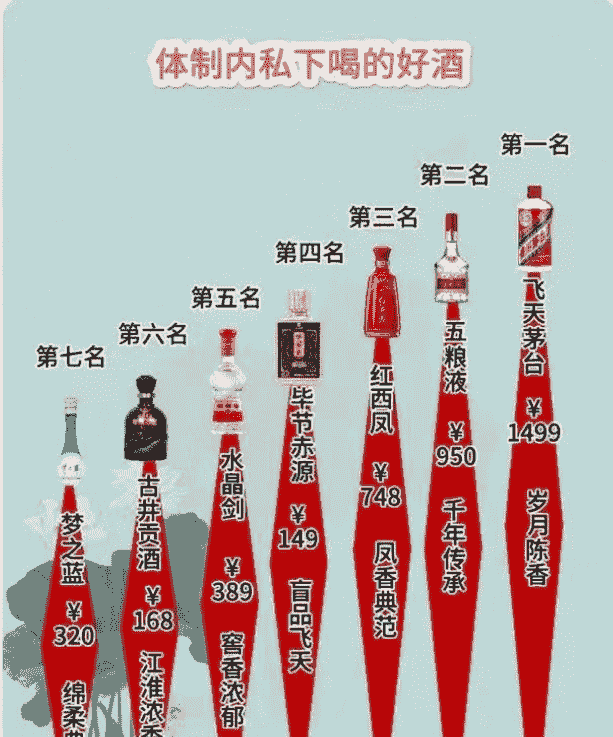 体制内私下喝的好酒
第一名
飞天茅台
￥
1499
岁月陈香
第二名
五粮液
￥
950
千年传承
第三名
红西凤
￥
748
凤香典范
第四名
毕节赤源
￥
149
盲品飞天
第五名
水晶剑
￥
389
窖香浓郁
第六名
古井贡酒
￥
168
江淮浓香
第七名
梦之蓝
￥
320
绵柔典